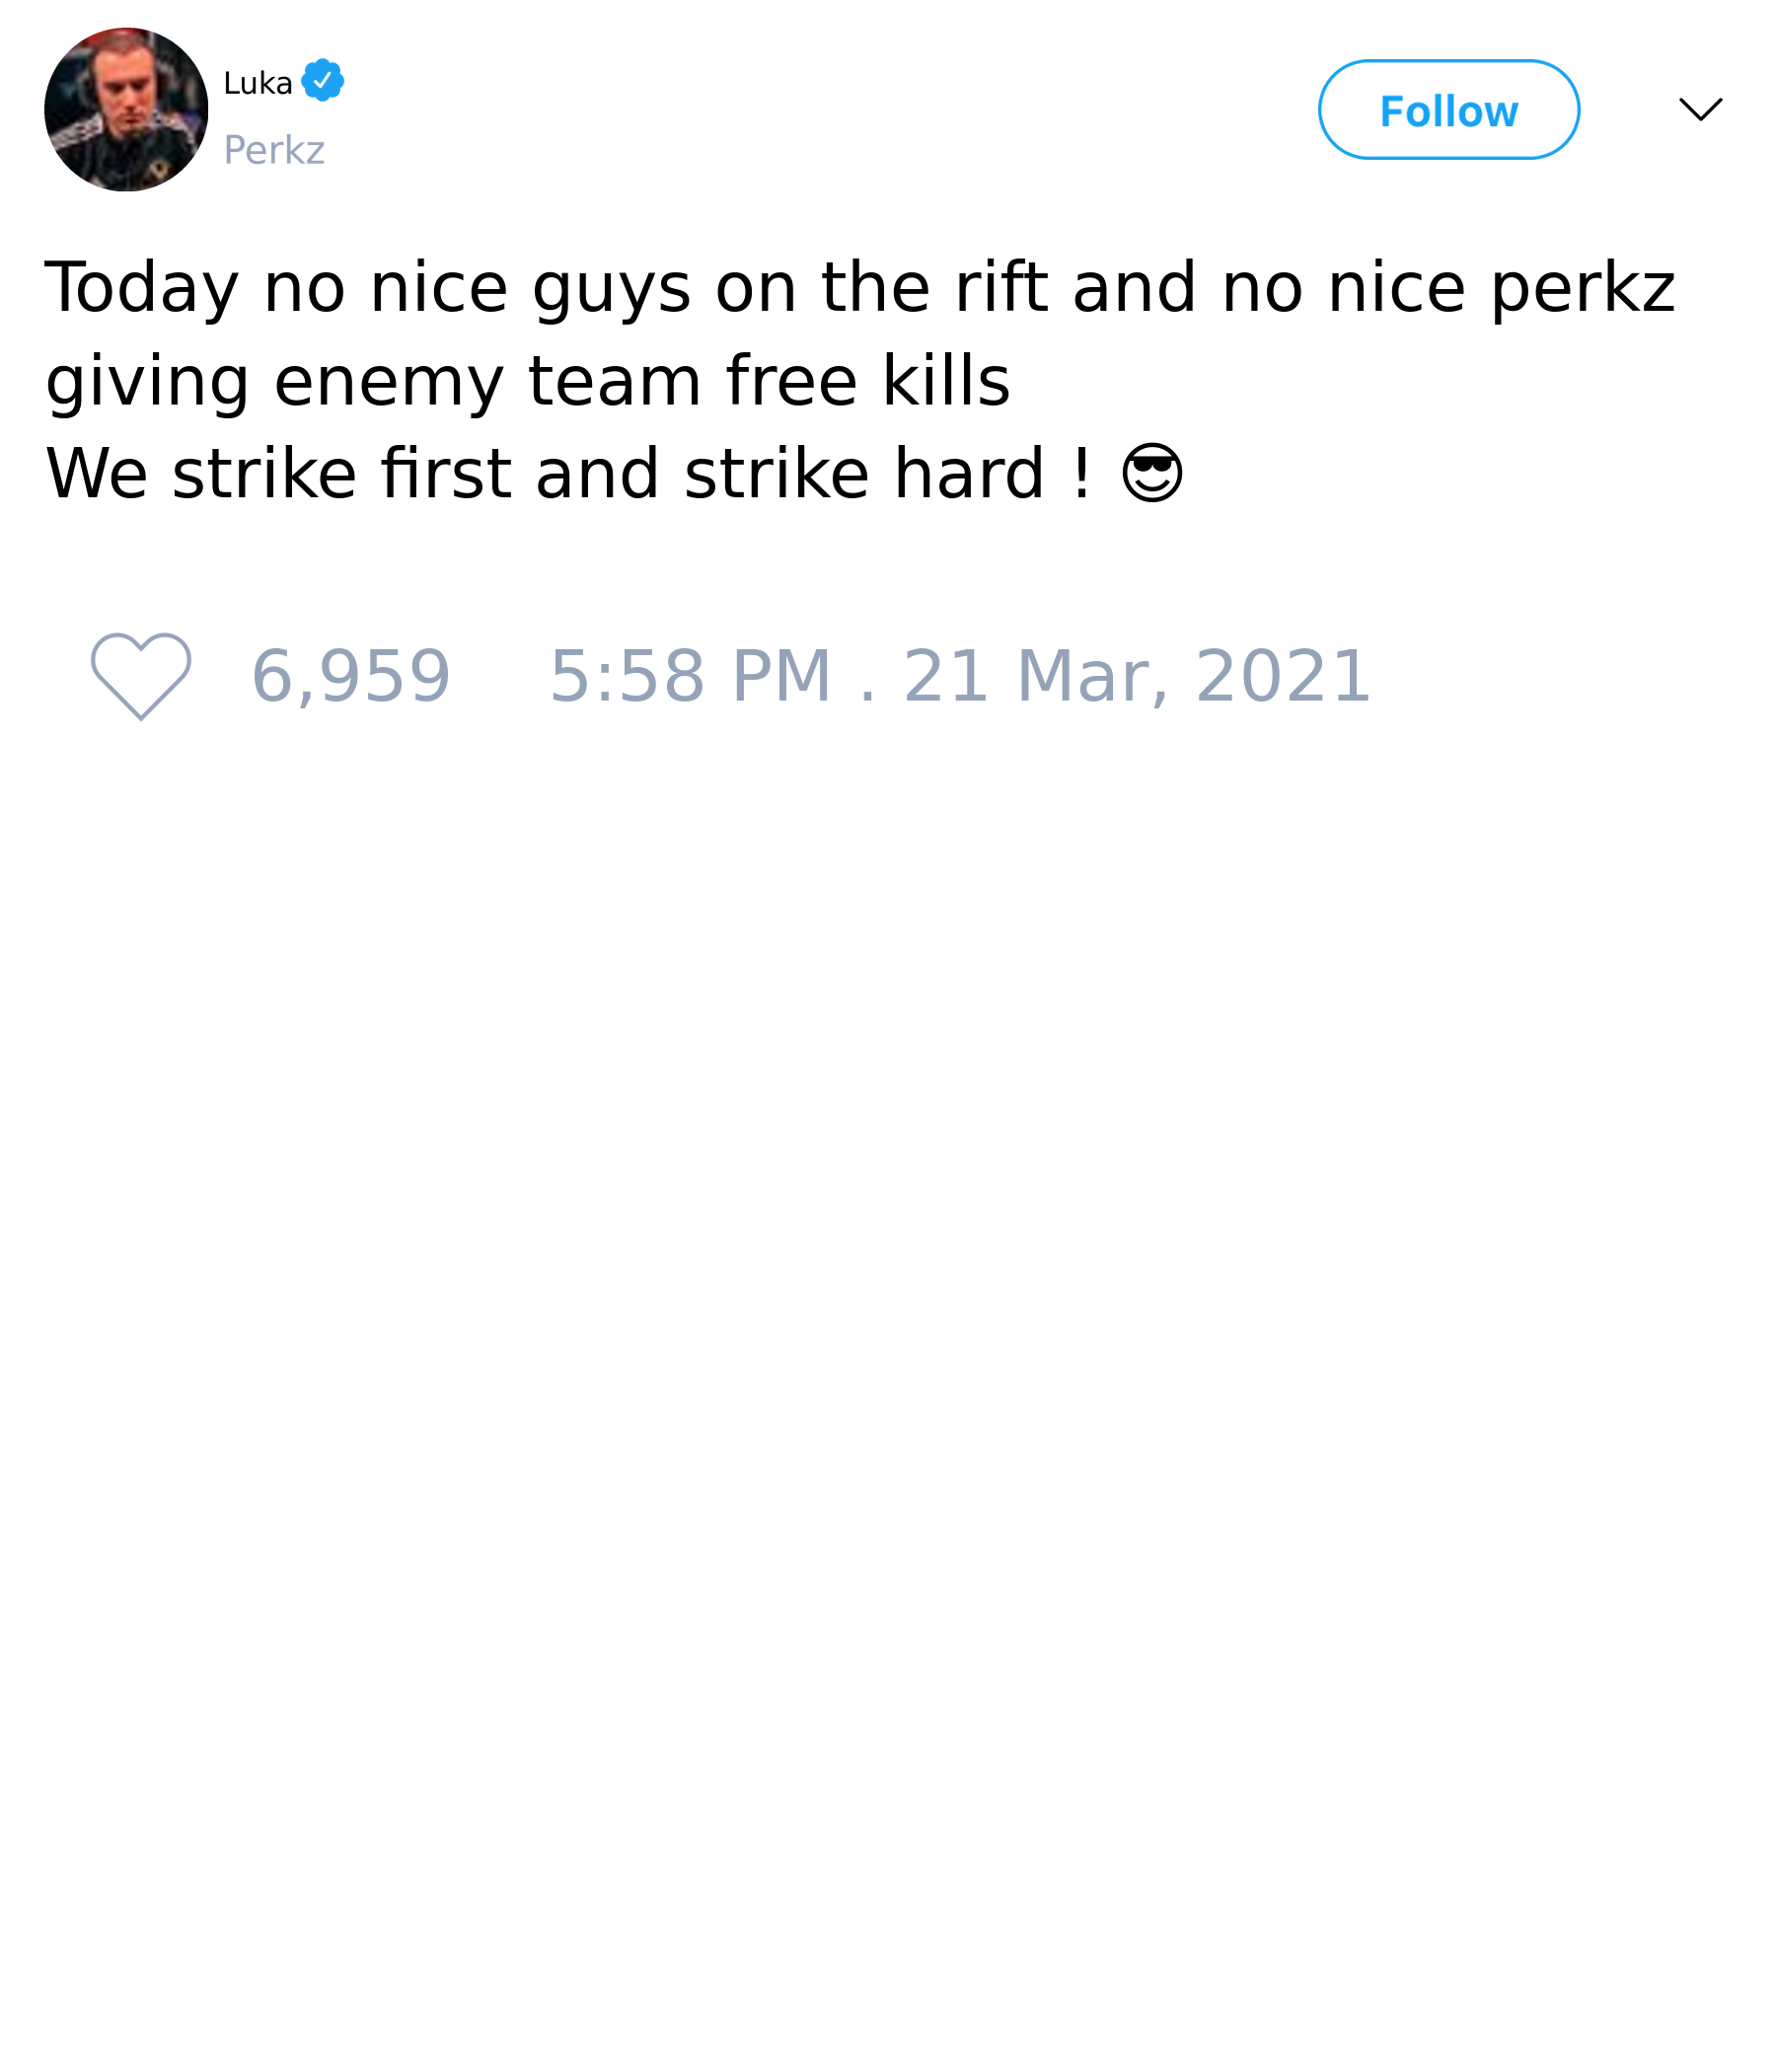 Luka
Perkz
Follow
Today no nice guys on the rift and no nice perkz
giving enemy team free kills
We strike first and strike hard ! 😎
6,959 5:58 PM . 21 Mar, 2021